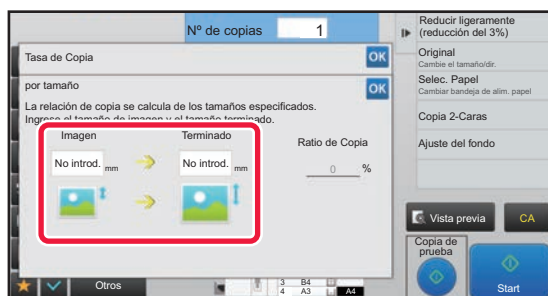 Nº de copias 1
Tasa de Copia OK
por tamaño OK
La relación de copia se calcula de los tamaños especificados.
Ingrese el tamaño de imagen y el tamaño terminado.
Imagen Terminado
Ratio de Copia
No introd. mm No introd. mm
0 %
Otros
3 B4
4 A3 A4
Reducir ligeramente
(reducción del 3%)
Original
Cambie el tamaño/dir.
Selec. Papel
Cambiar bandeja de alim. papel
Copia 2-Caras
Ajuste del fondo
Vista previa CA
Copia de
prueba
Start